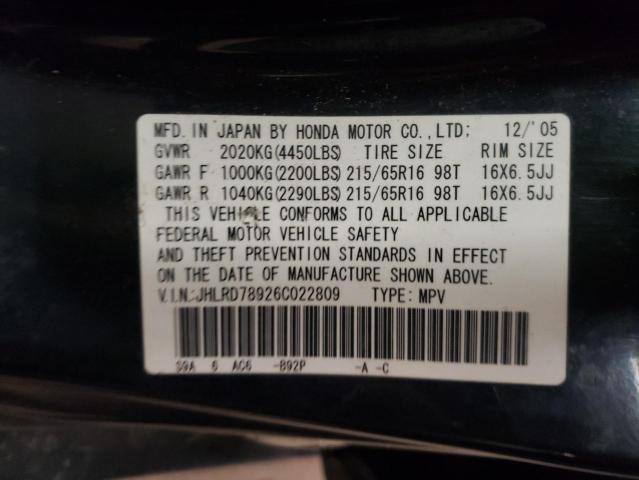 MFD. IN JAPAN BY HONDA MOTOR CO., LTD; 12/'05
GVWR 2020KG(4450LBS) TIRE SIZE RIM SIZE
GAWR F 1000KG(2200LBS) 215/65R16 98T 16X6.5JJ
GAWR R 1040KG(2290LBS) 215/65R16 98T 16X6.5JJ
THIS VEHICLE CONFORMS TO ALL APPLICABLE
FEDERAL MOTOR VEHICLE SAFETY
AND THEFT PREVENTION STANDARDS IN EFFECT
ON THE DATE OF MANUFACTURE SHOWN ABOVE.
V.I.N.:JHLRD78926C022809 TYPE: MPV
S9A 6 AC6 -B92P -A -C